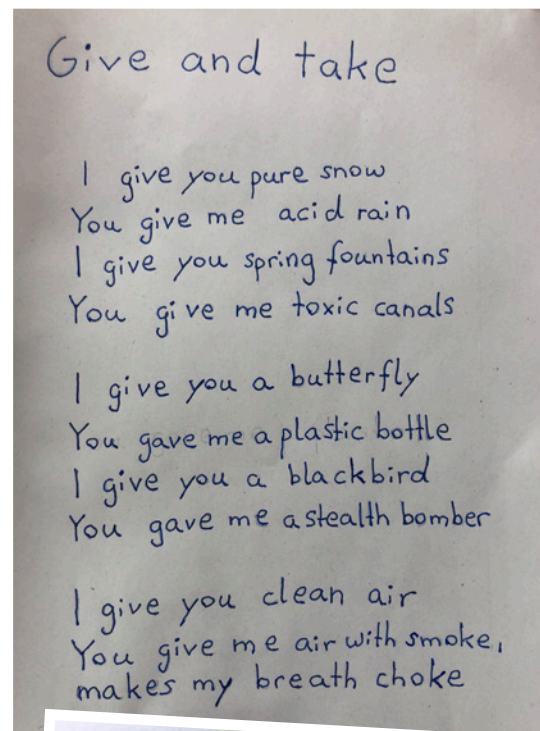 Give and take
I give you pure snow
You give me acid rain
I give you spring fountains
You give me toxic canals
I give you a butterfly
You gave me a plastic bottle
I give you a blackbird
You gave me a stealth bomber
I give you clean air
You give me air with smoke,
makes my breath choke